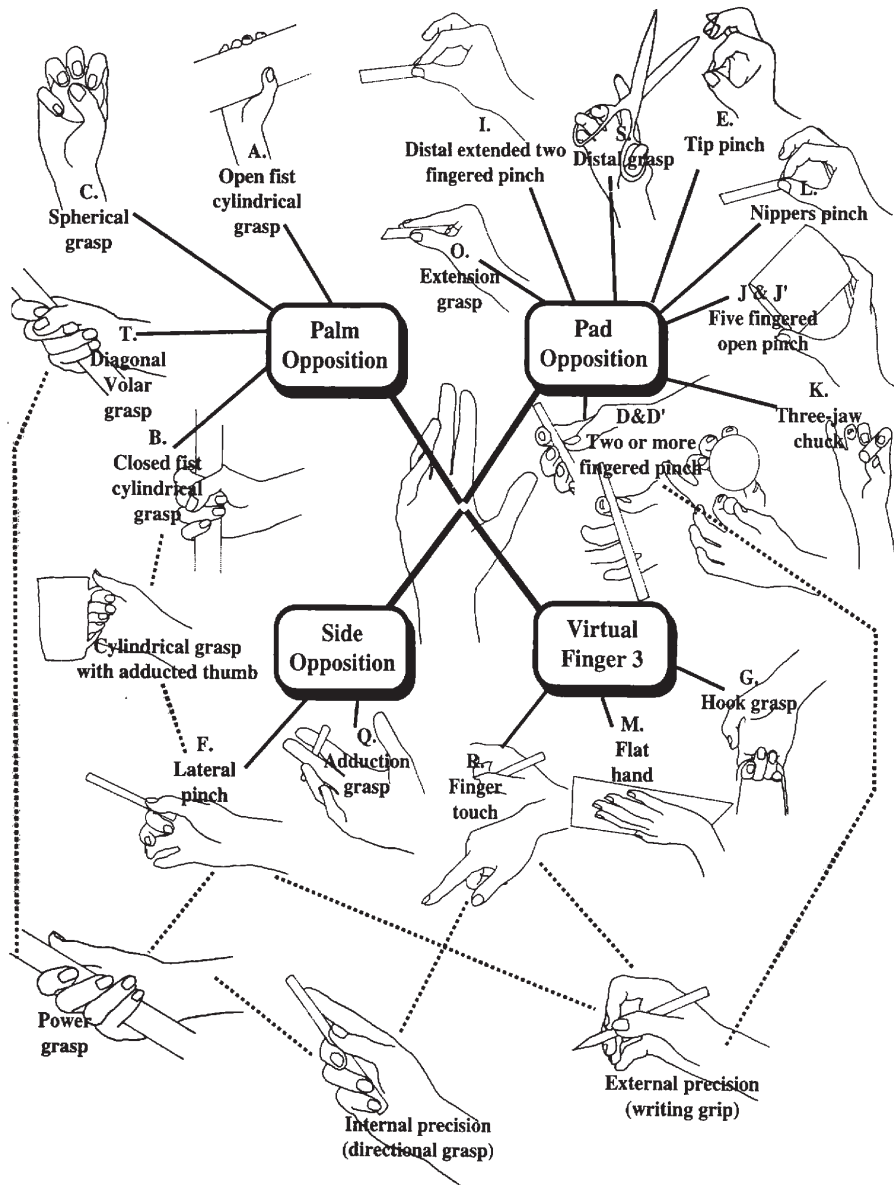 I.
Distal extended two
fingered pinch
S.
Distal grasp
E.
Tip pinch
A.
Open fist
cylindrical
grasp
C.
Spherical
grasp
L.
Nippers pinch
O.
Extension
grasp
J & J'
Five fingered
open pinch
T.
Diagonal
Volar
grasp
Palm
Opposition
Pad
Opposition
K.
Three-jaw
chuck
B.
Closed fist
cylindrical
grasp
D&D'
Two or more
fingered pinch
Cylindrical grasp
with adducted thumb
Side
Opposition
Virtual
Finger 3
G.
Hook grasp
F.
Lateral
pinch
Q.
Adduction
grasp
R.
Finger
touch
M.
Flat
hand
Power
grasp
Internal precision
(directional grasp)
External precision
(writing grip)